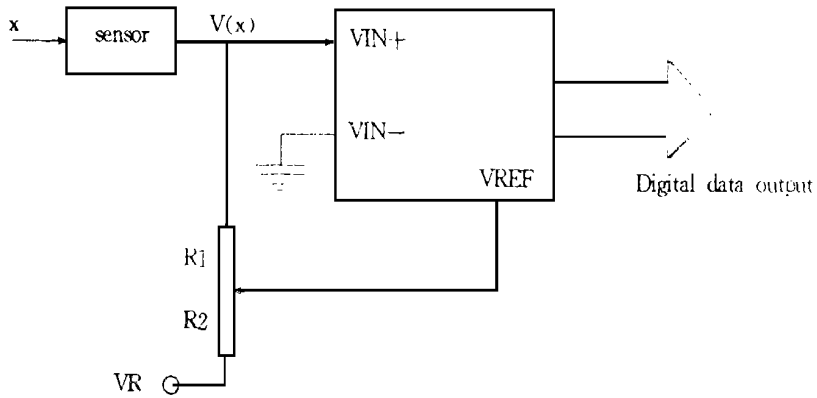 x
sensor
V(x)
VIN+
VIN-
VREF
Digital data output
R1
R2
VR